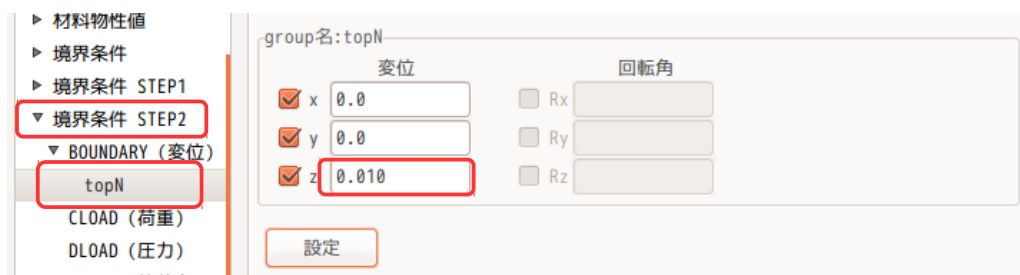 材料物性値
境界条件
境界条件 STEP1
境界条件 STEP2
BOUNDARY (変位)
topN
CLOAD (荷重)
DLOAD (圧力)
group名:topN
変位 回転角
x 0.0 Rx
y 0.0 Ry
z 0.010 Rz
設定